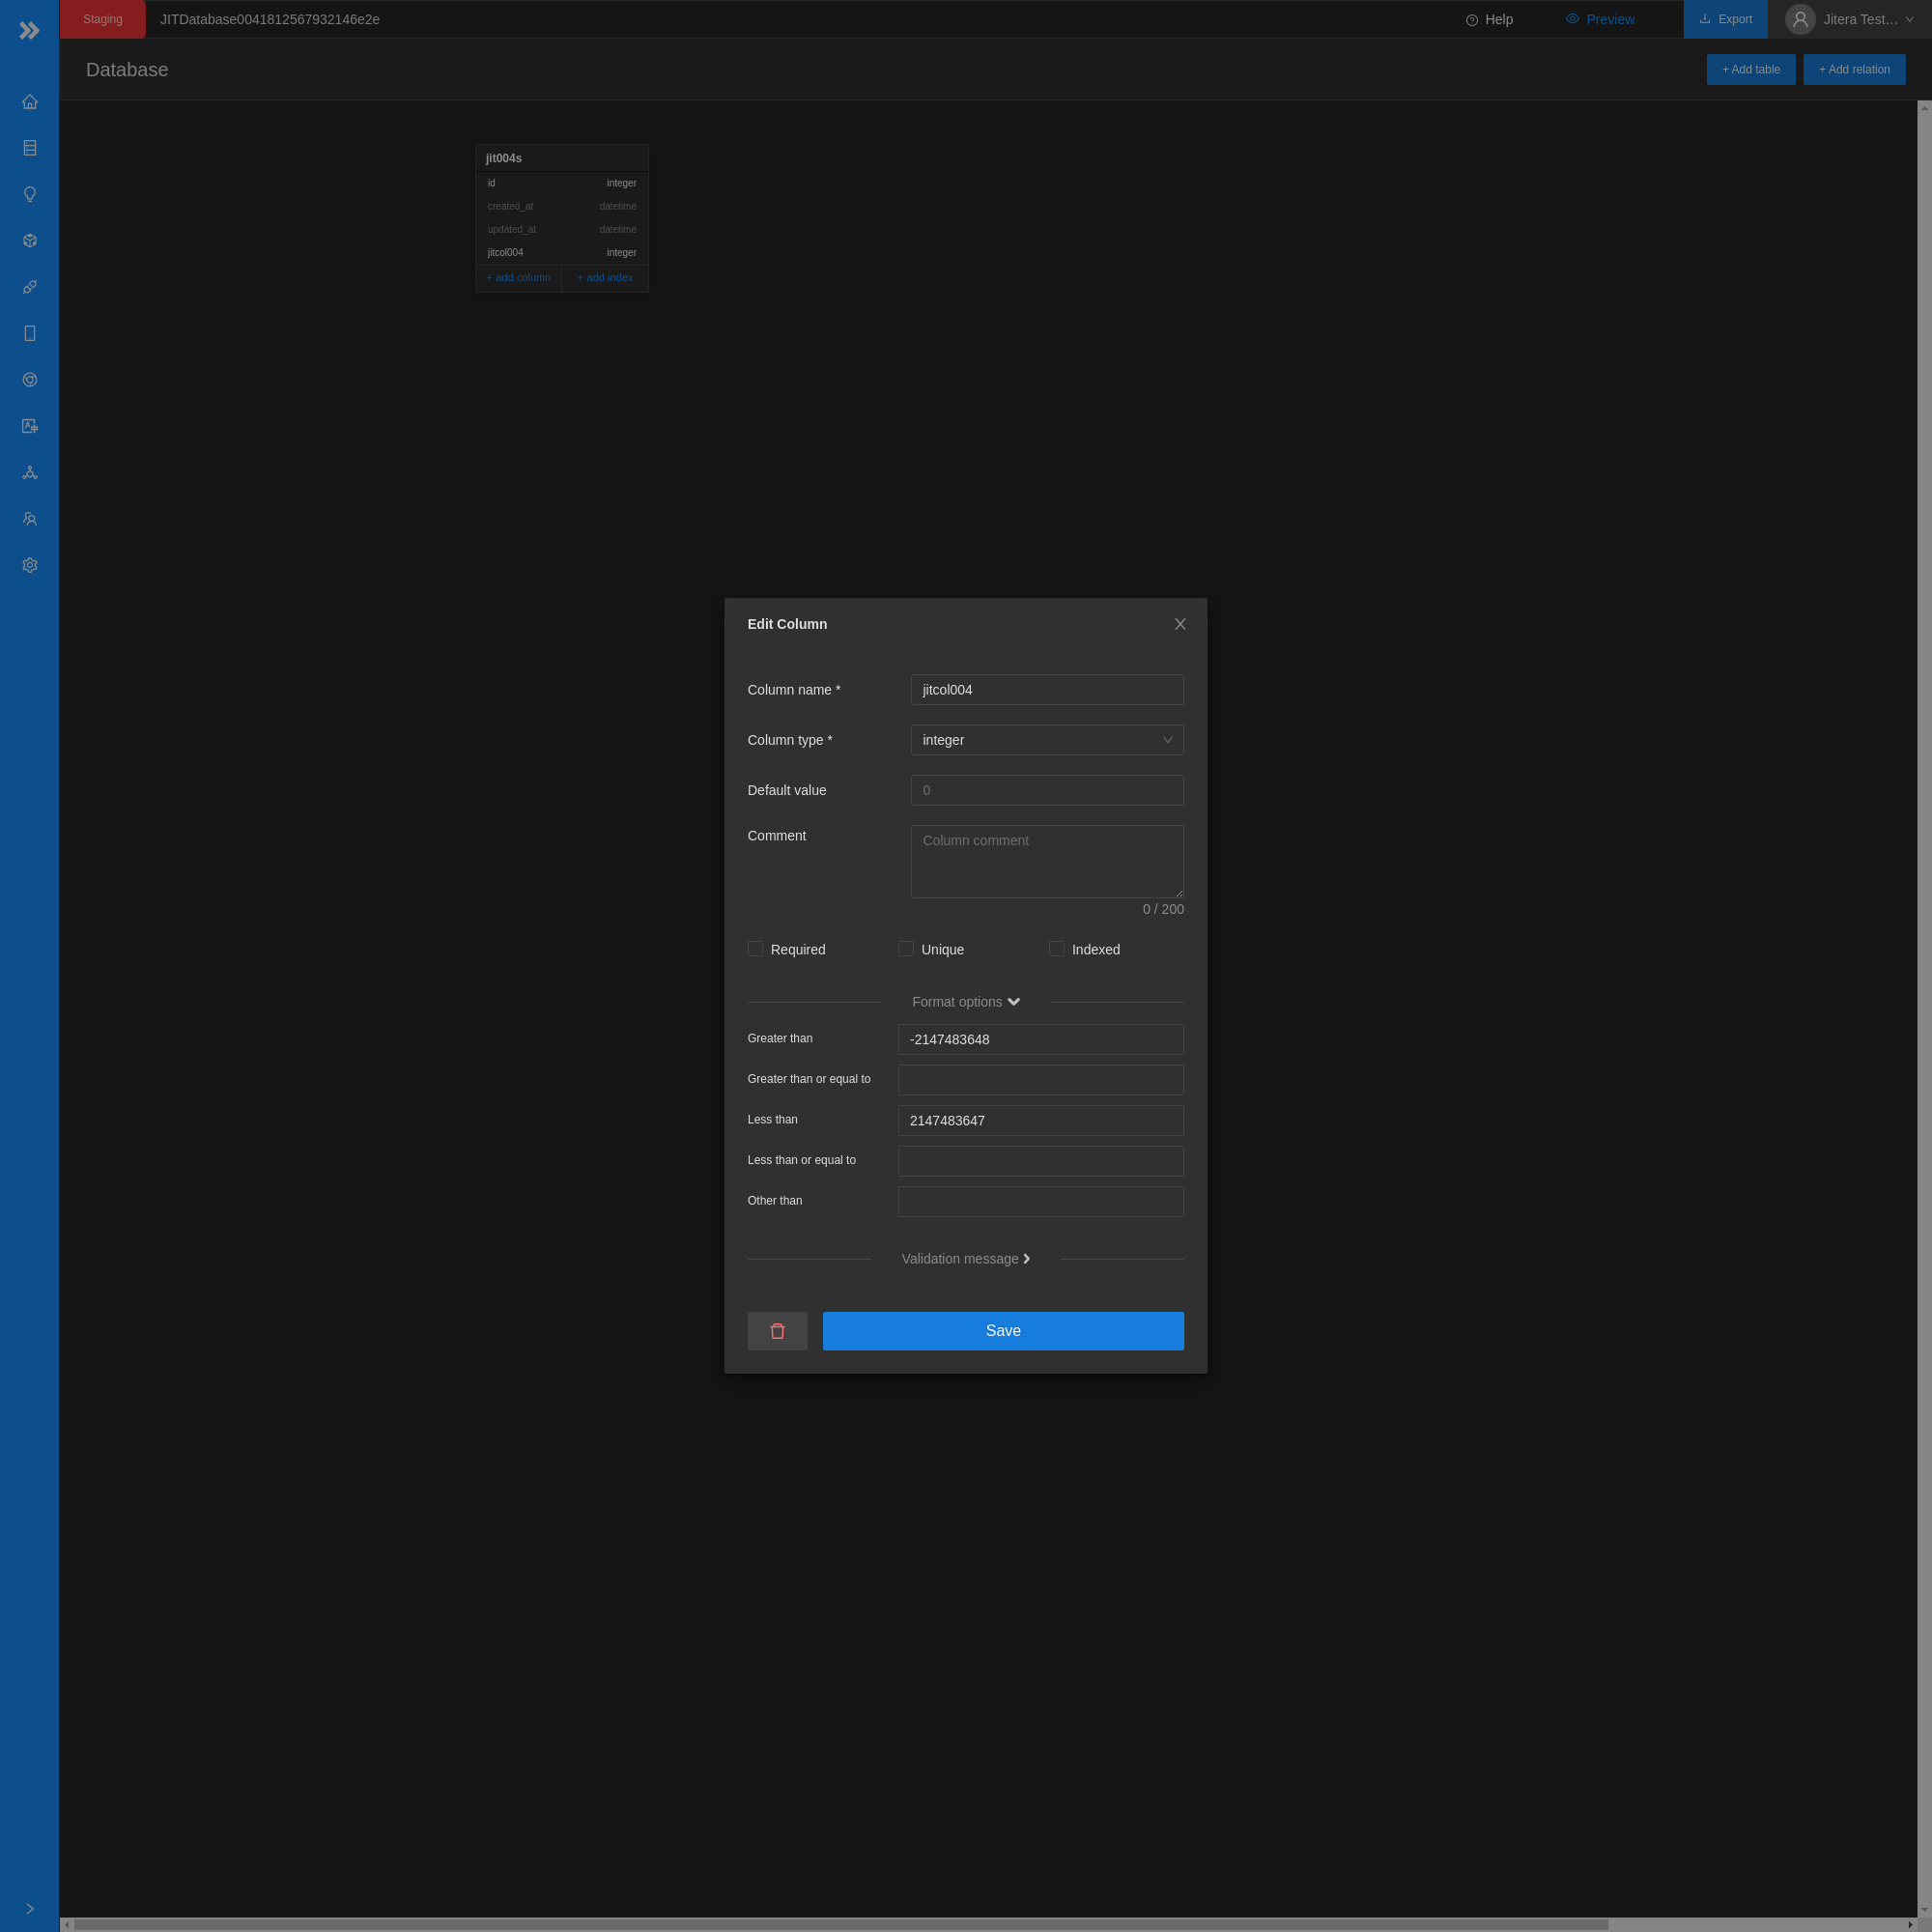 Staging
JITDatabase0041812567932146e2e
Help
Preview
Export
Jitera Test...
Database
+ Add table
+ Add relation
jit004s
id integer
created_at datetime
updated_at datetime
jitcol004 integer
+ add column
+ add index
Edit Column
Column name * jitcol004
Column type * integer
Default value 0
Comment Column comment
0 / 200
Required
Unique
Indexed
Format options
Greater than -2147483648
Greater than or equal to
Less than 2147483647
Less than or equal to
Other than
Validation message
Save